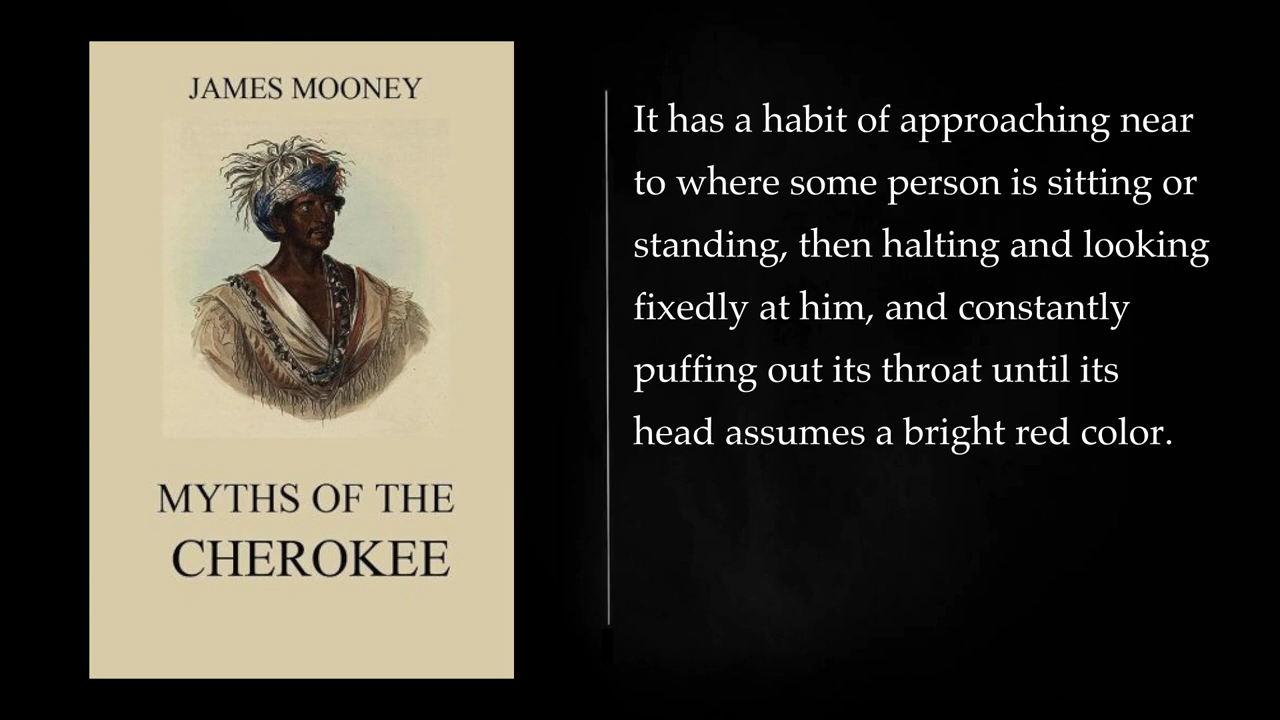 JAMES MOONEY
MYTHS OF THE
CHEROKEE
It has a habit of approaching near
to where some person is sitting or
standing, then halting and looking
fixedly at him, and constantly
puffing out its throat until its
head assumes a bright red color.